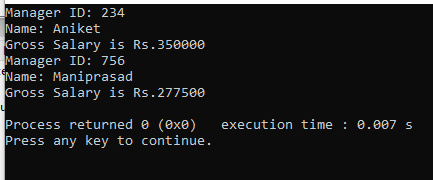 Manager ID: 234
Name: Aniket
Gross Salary is Rs.350000
Manager ID: 756
Name: Maniprasad
Gross Salary is Rs.277500
Process returned 0 (0x0)   execution time : 0.007 s
Press any key to continue.